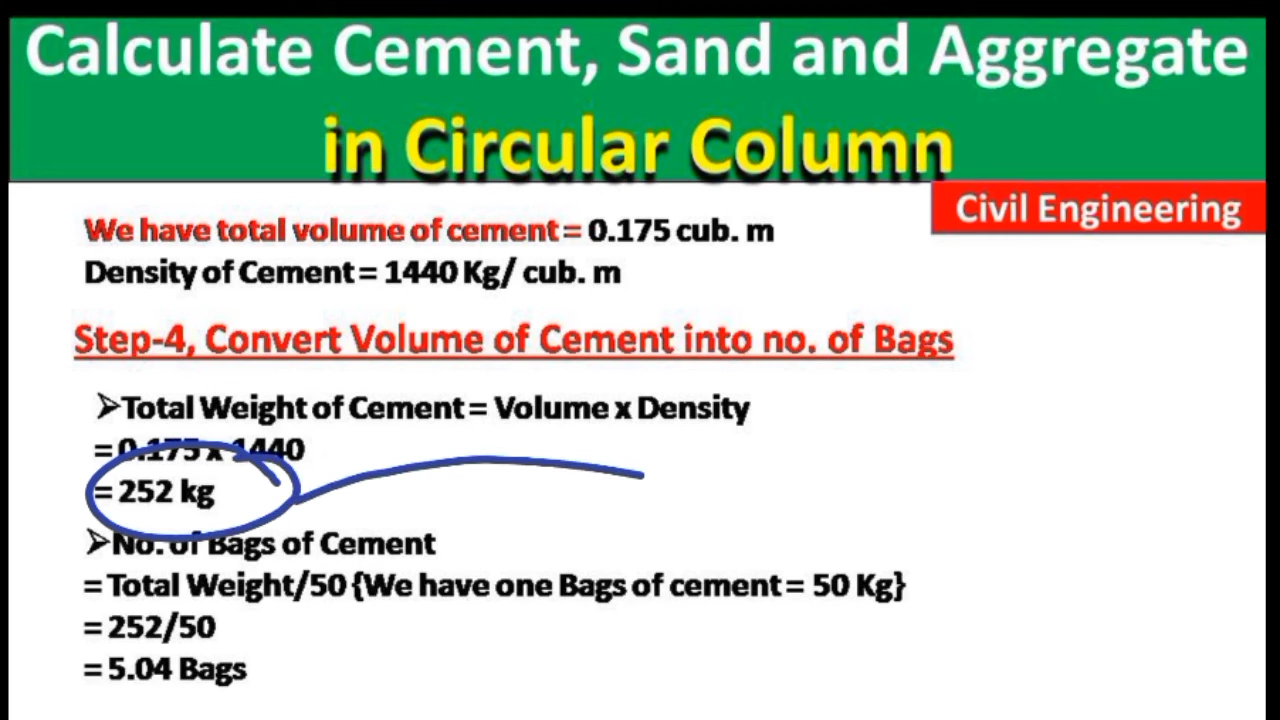 Calculate Cement, Sand and Aggregate
in Circular Column
Civil Engineering
We have total volume of cement = 0.175 cub. m
Density of Cement = 1440 Kg/ cub. m
Step-4, Convert Volume of Cement into no. of Bags
➢Total Weight of Cement = Volume x Density
= 0.175 x 1440
= 252 kg
➢No. of Bags of Cement
= Total Weight/50 {We have one Bags of cement = 50 Kg}
= 252/50
= 5.04 Bags